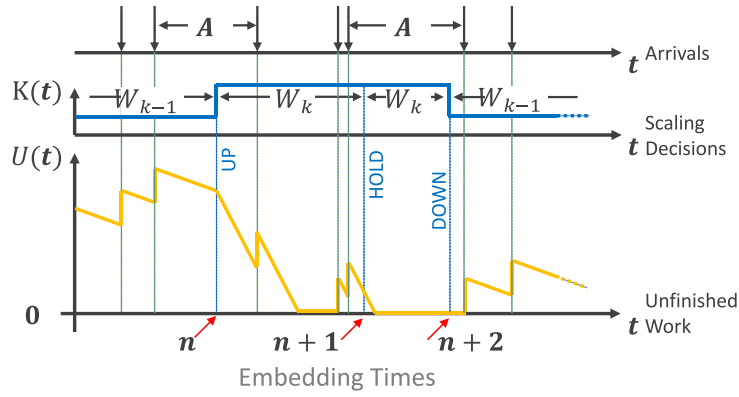 A A
t Arrivals
K(t) W_{k−1} W_k W_k W_{k−1}
t Scaling
Decisions
U(t)
UP HOLD DOWN
0
t Unfinished
Work
n n + 1 n + 2
Embedding Times